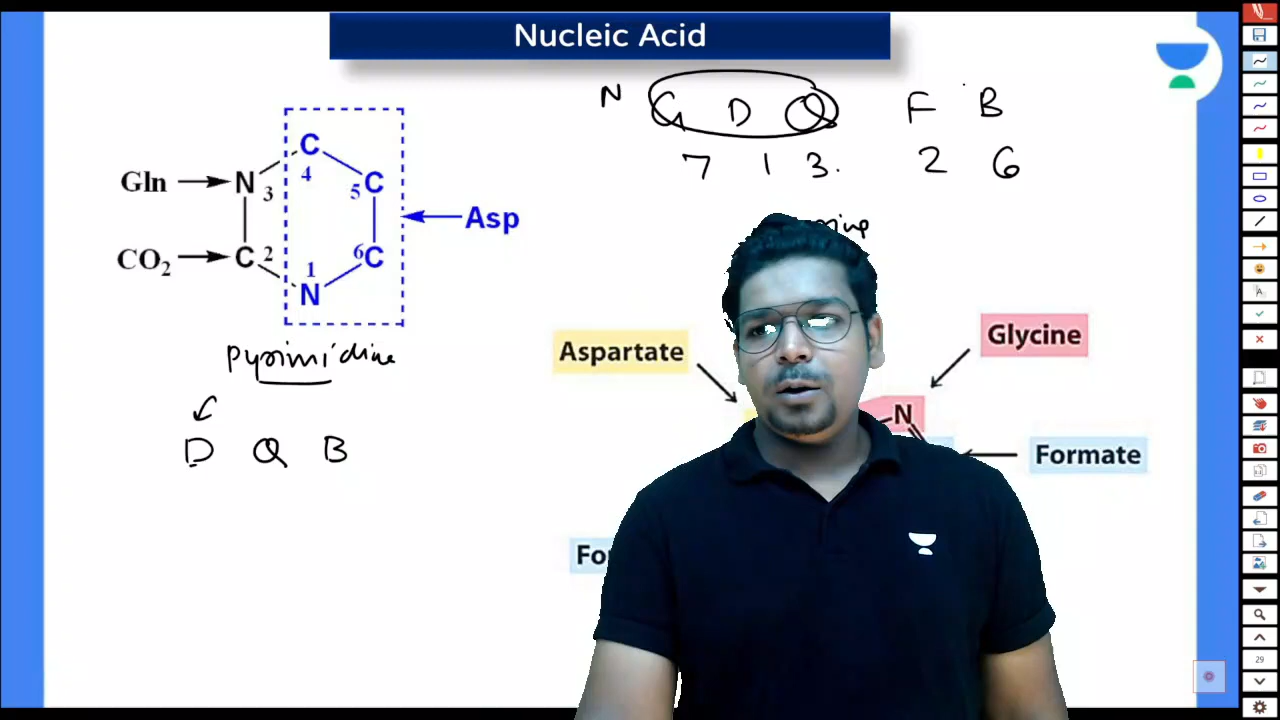 Nucleic Acid
N G D Q F B
7 1 3. 2 6
C
4
Gln N 3 5 C
Asp
CO2 C 2 6 C
1
N
Pyrimidine
D Q B
Aspartate
Glycine
N
Formate
29